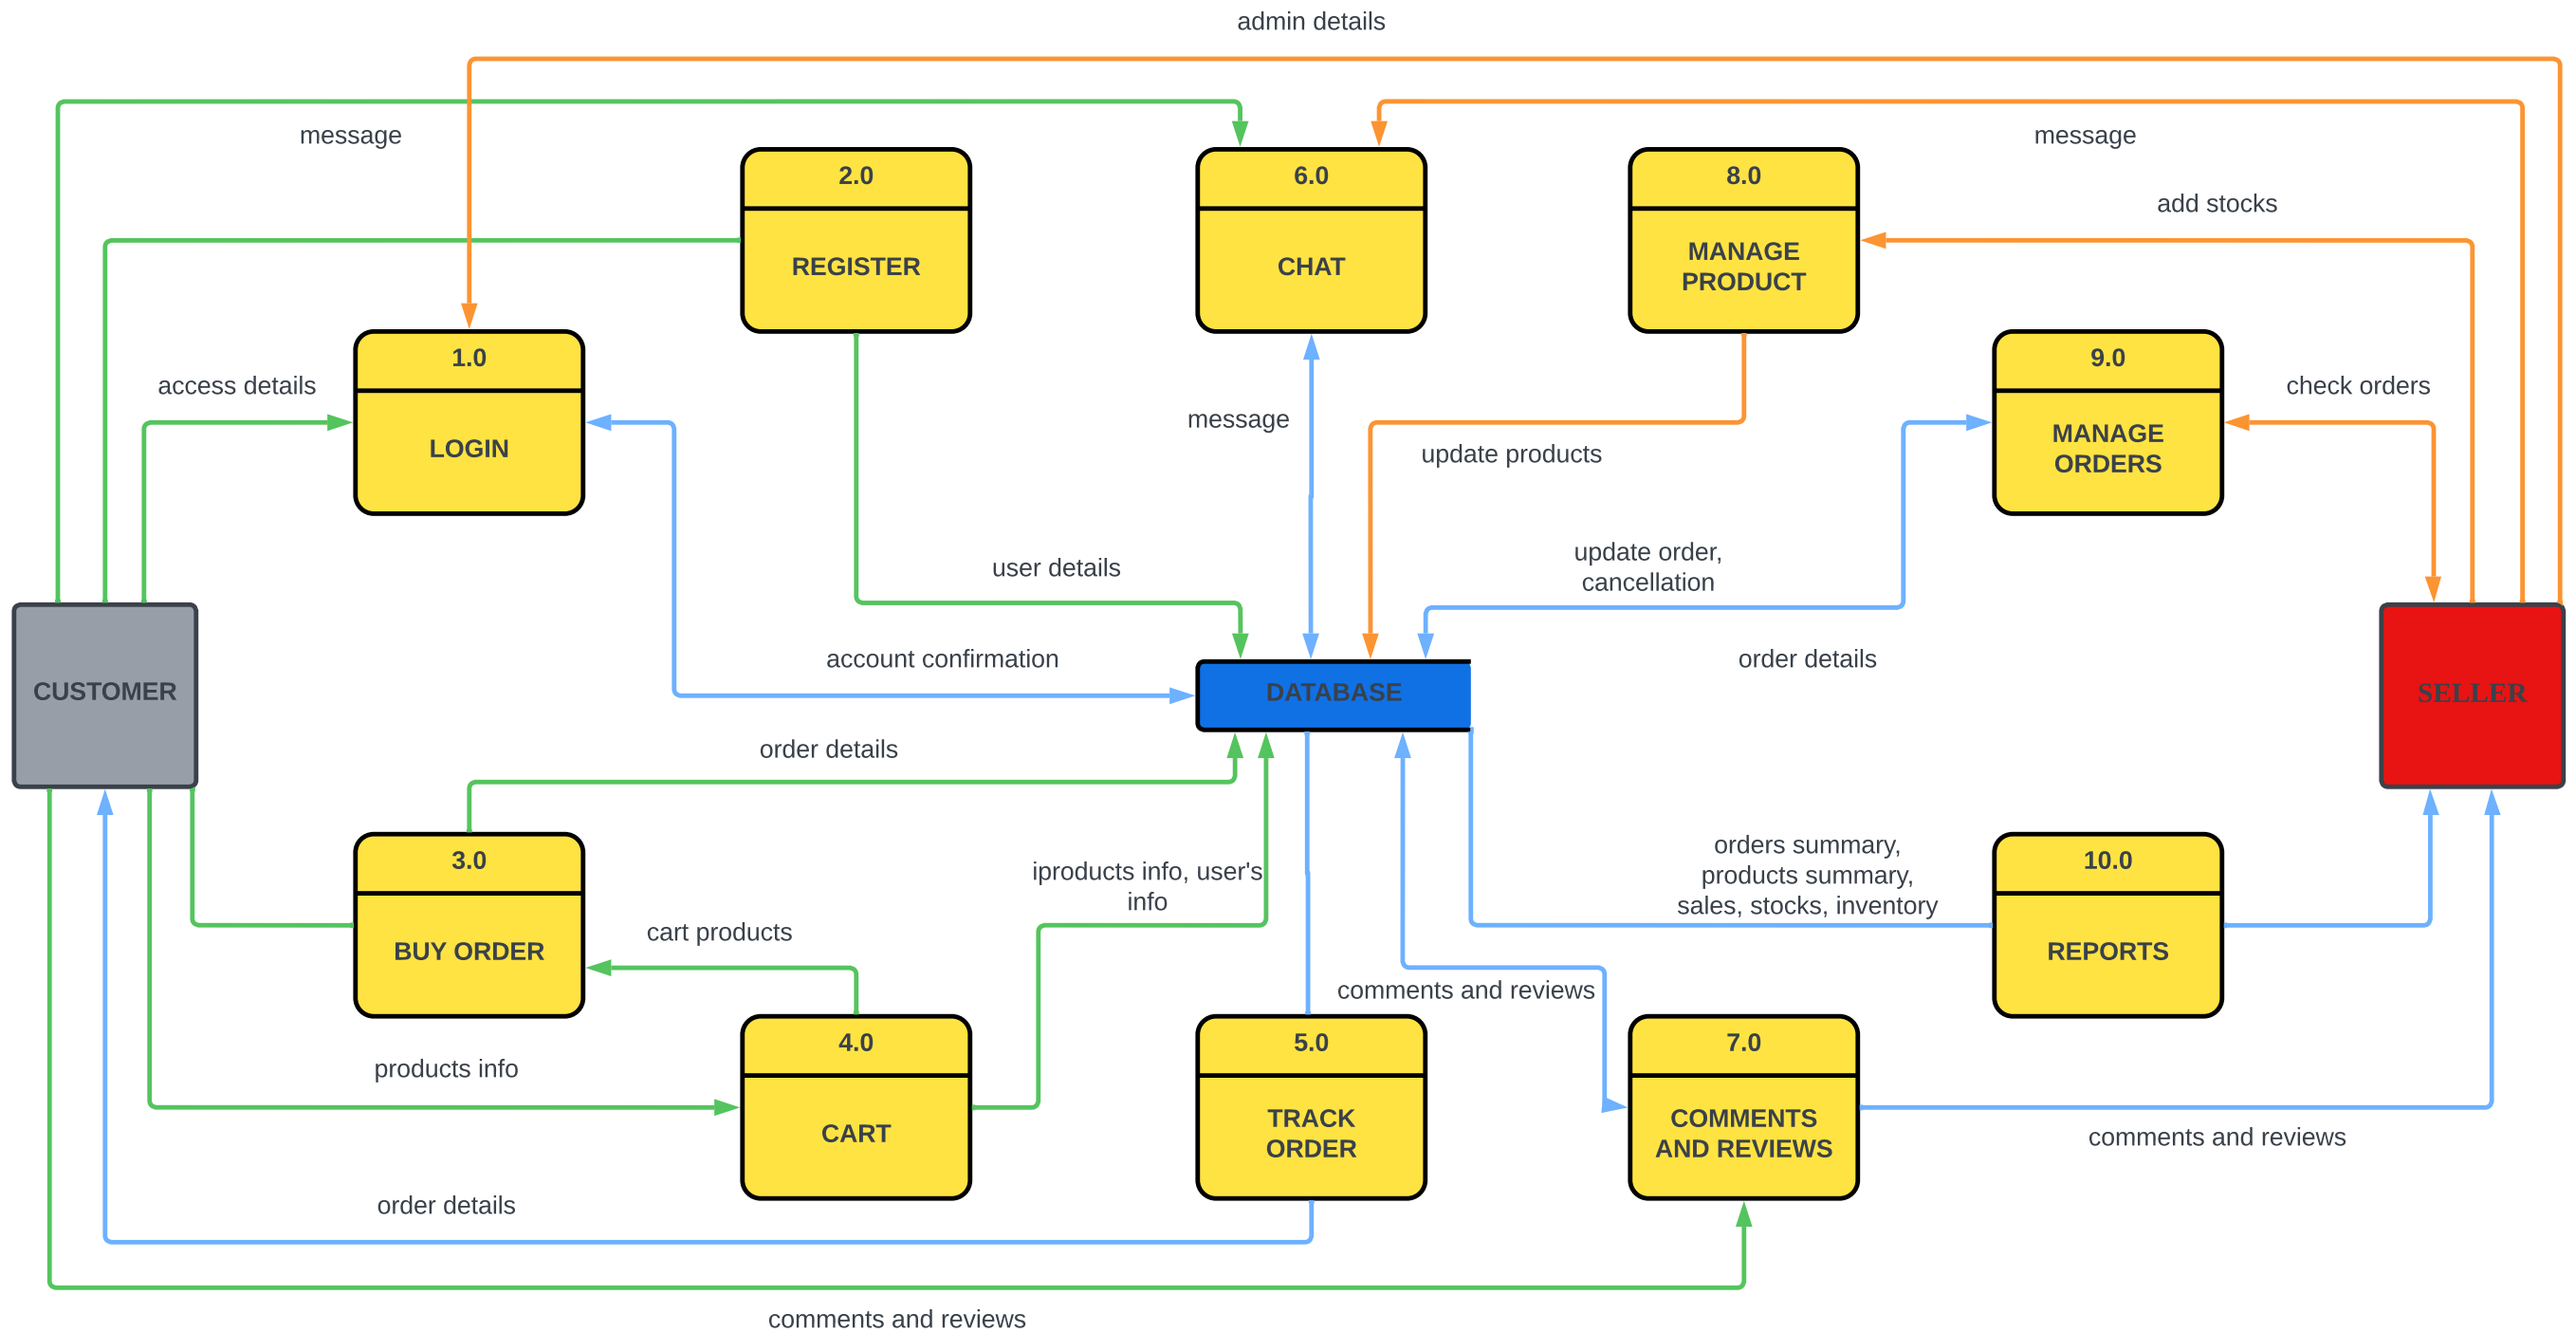 admin details
message
message
2.0
6.0
8.0
add stocks
REGISTER
CHAT
MANAGE
PRODUCT
1.0
9.0
access details
check orders
LOGIN
message
update products
MANAGE
ORDERS
user details
update order,
cancellation
account confirmation
order details
CUSTOMER
DATABASE
SELLER
order details
3.0
iproducts info, user's
info
orders summary,
products summary,
sales, stocks, inventory
10.0
BUY ORDER
cart products
REPORTS
comments and reviews
4.0
5.0
7.0
products info
CART
TRACK
ORDER
COMMENTS
AND REVIEWS
comments and reviews
order details
comments and reviews